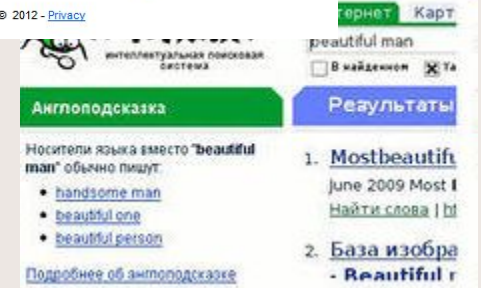 © 2012 - Privacy
тернет Карт
beautiful man
интеллектуальная поисковая
система
В найденном Та
Англоподсказка
Результаты
Носители языка вместо "beautiful
man" обычно пишут:
handsome man
beautiful one
beautiful person
Подробнее об англоподсказке
1. Mostbeautifu
June 2009 Most
Найти слова | ht
2. База изобра
- Beautiful